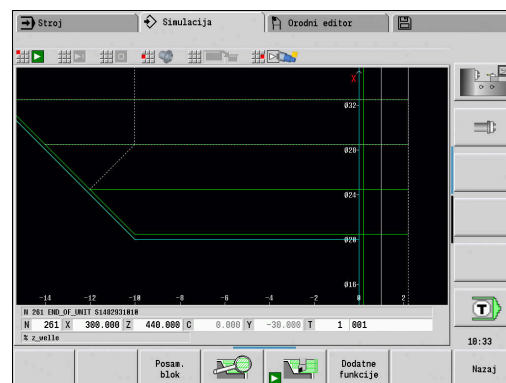 Stroj
Simulacija
Orodni editor
X
Ø32
Ø28
Ø24
Ø20
Ø16
-14 -12 -10 -8 -6 -4 -2 0 2
N 261 END_OF_UNIT S1402931010
N 261 X 300.000 Z 440.000 C 0.000 Y -30.000 T 1 001
% z_welle
T
10:33
Posam. blok
Dodatne funkcije
Nazaj